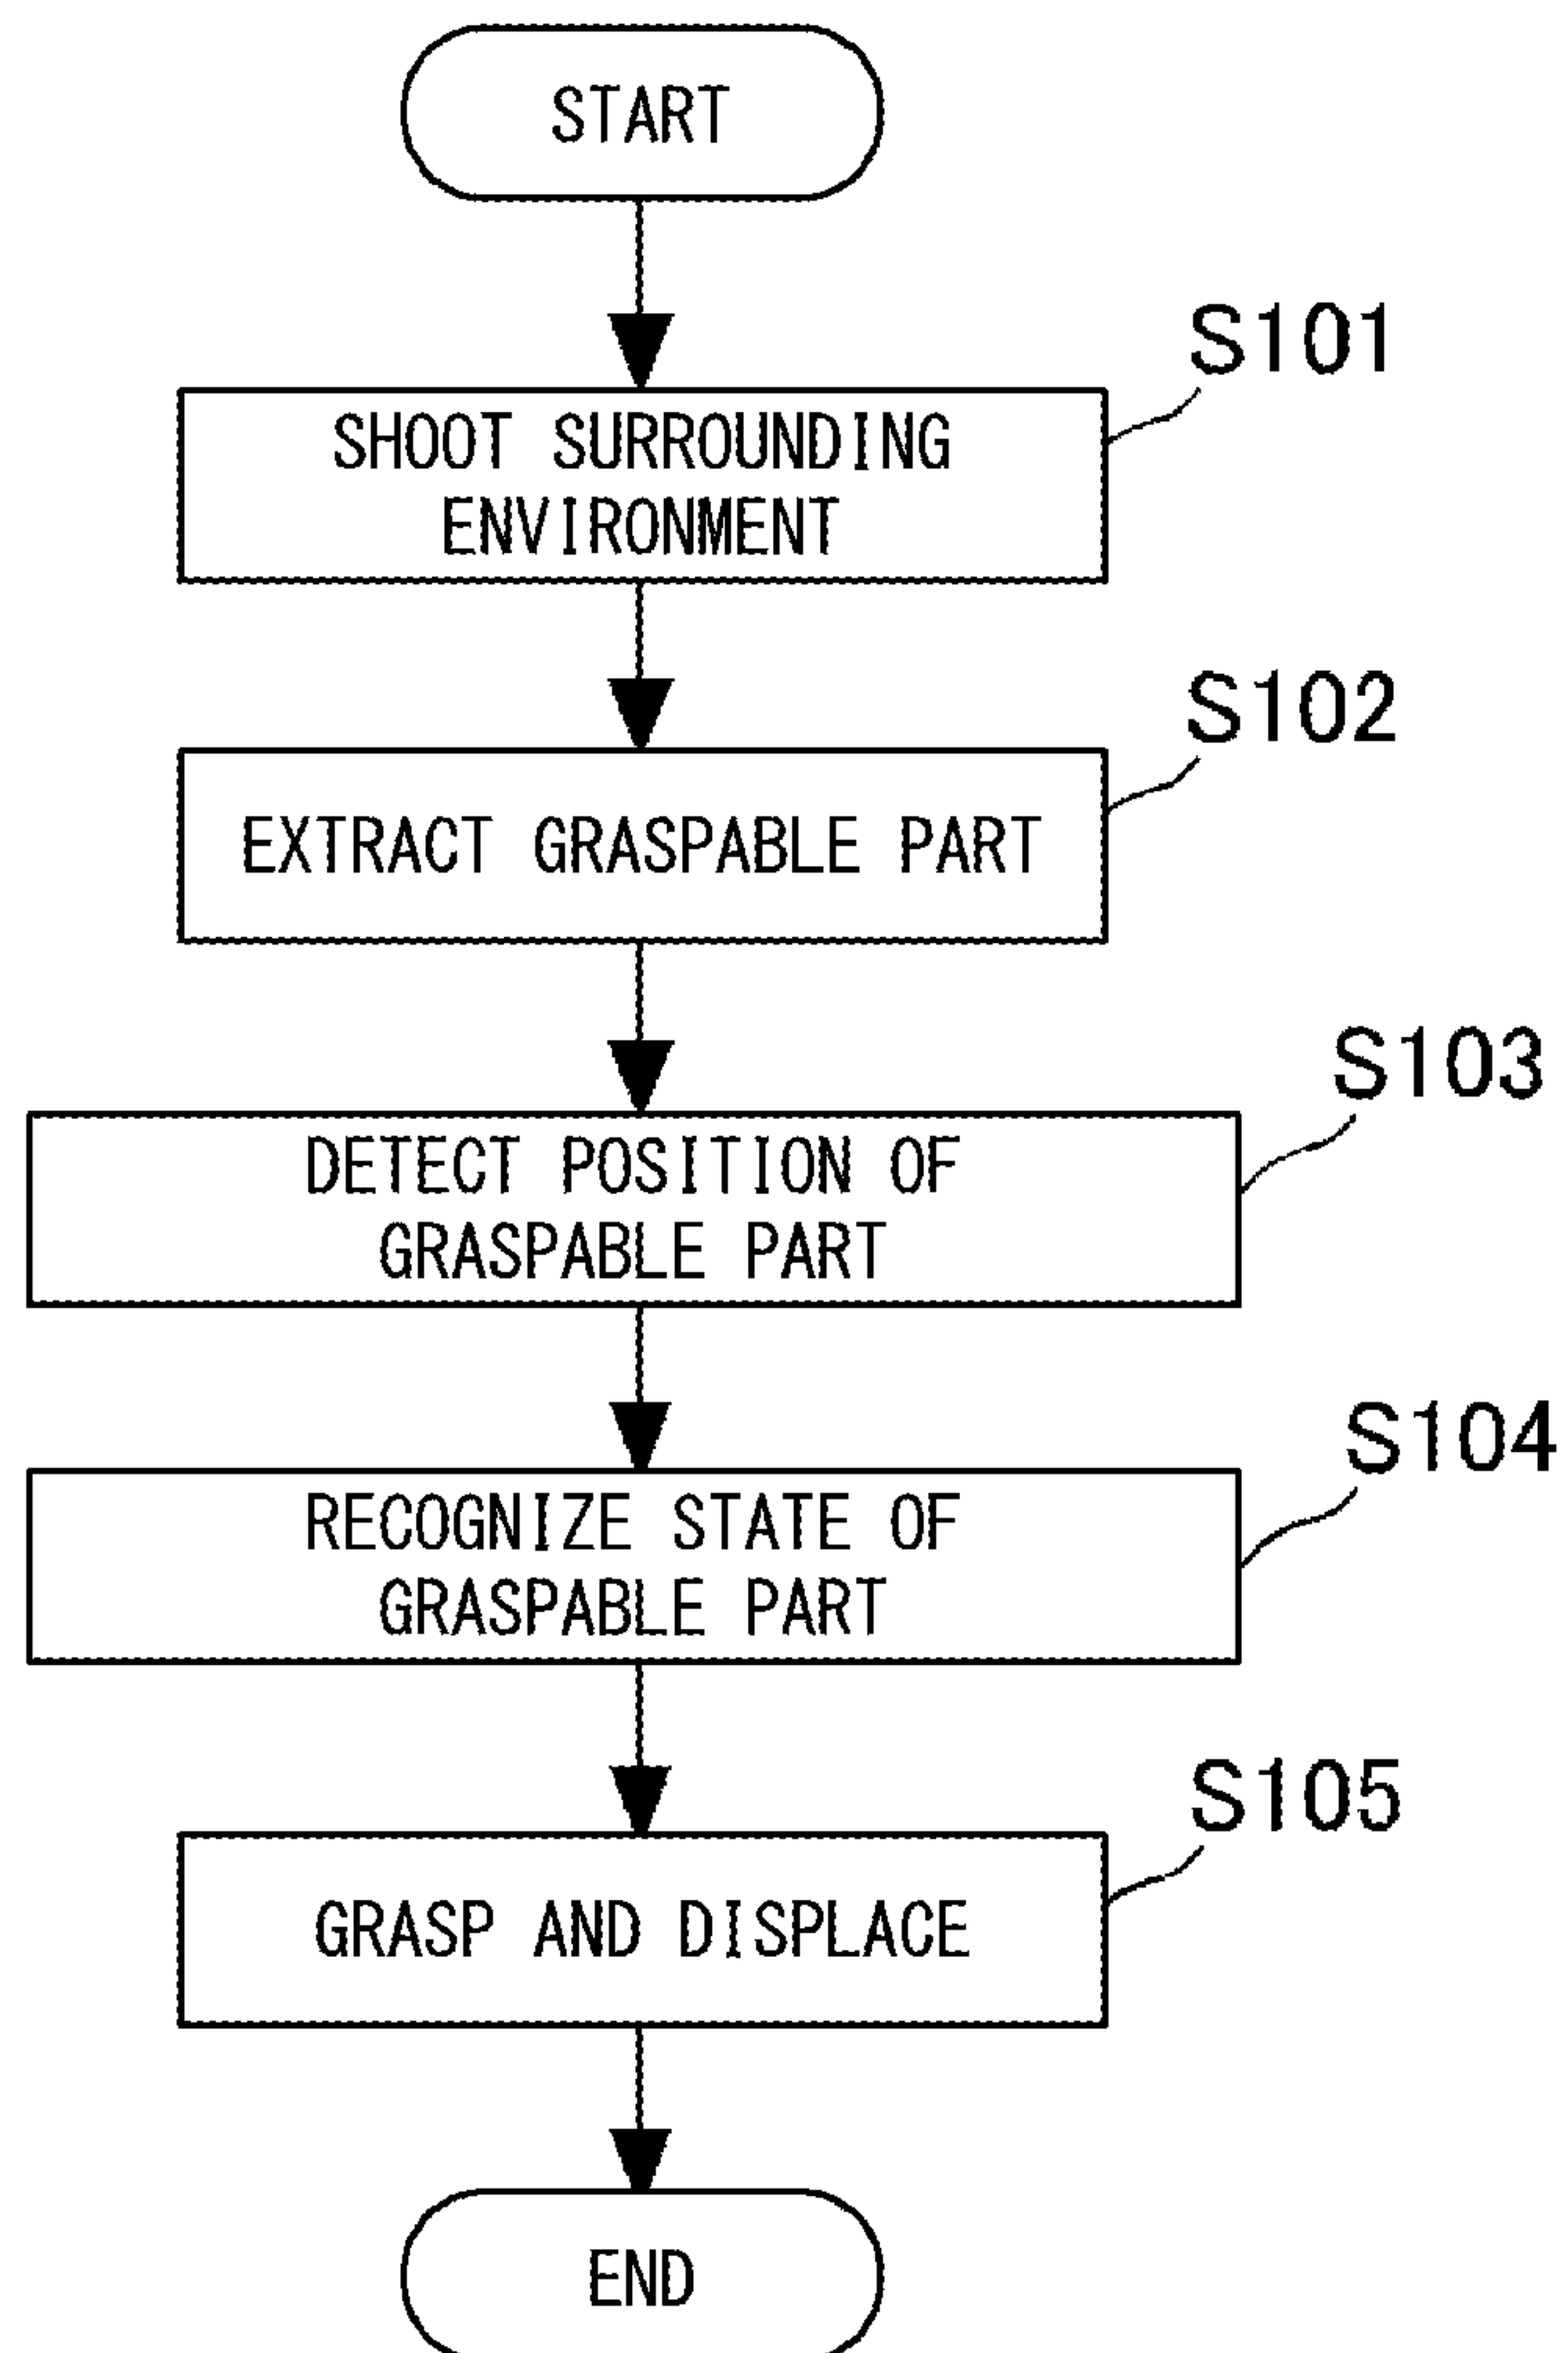 START
S101
SHOOT SURROUNDING
ENVIRONMENT
S102
EXTRACT GRASPABLE PART
S103
DETECT POSITION OF
GRASPABLE PART
S104
RECOGNIZE STATE OF
GRASPABLE PART
S105
GRASP AND DISPLACE
END